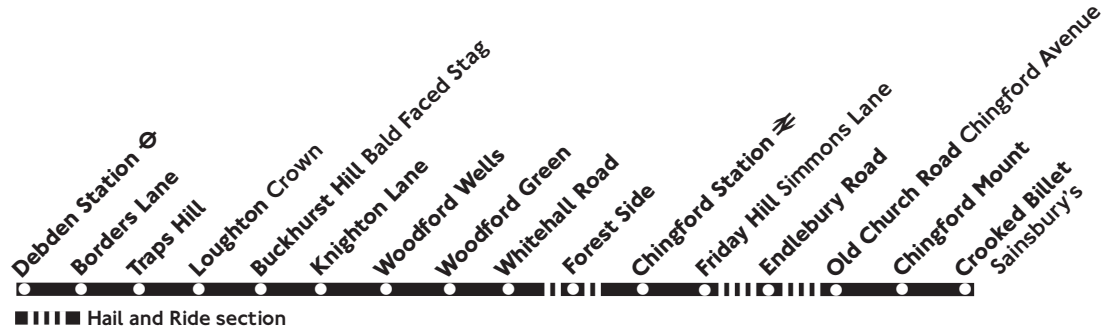 Debden Station
Borders Lane
Traps Hill
Loughton Crown
Buckhurst Hill Bald Faced Stag
Knighton Lane
Woodford Wells
Woodford Green
Whitehall Road
Forest Side
Chingford Station
Friday Hill Simmons Lane
Endlebury Road
Old Church Road Chingford Avenue
Chingford Mount
Crooked Billet
Sainsbury's
Hail and Ride section